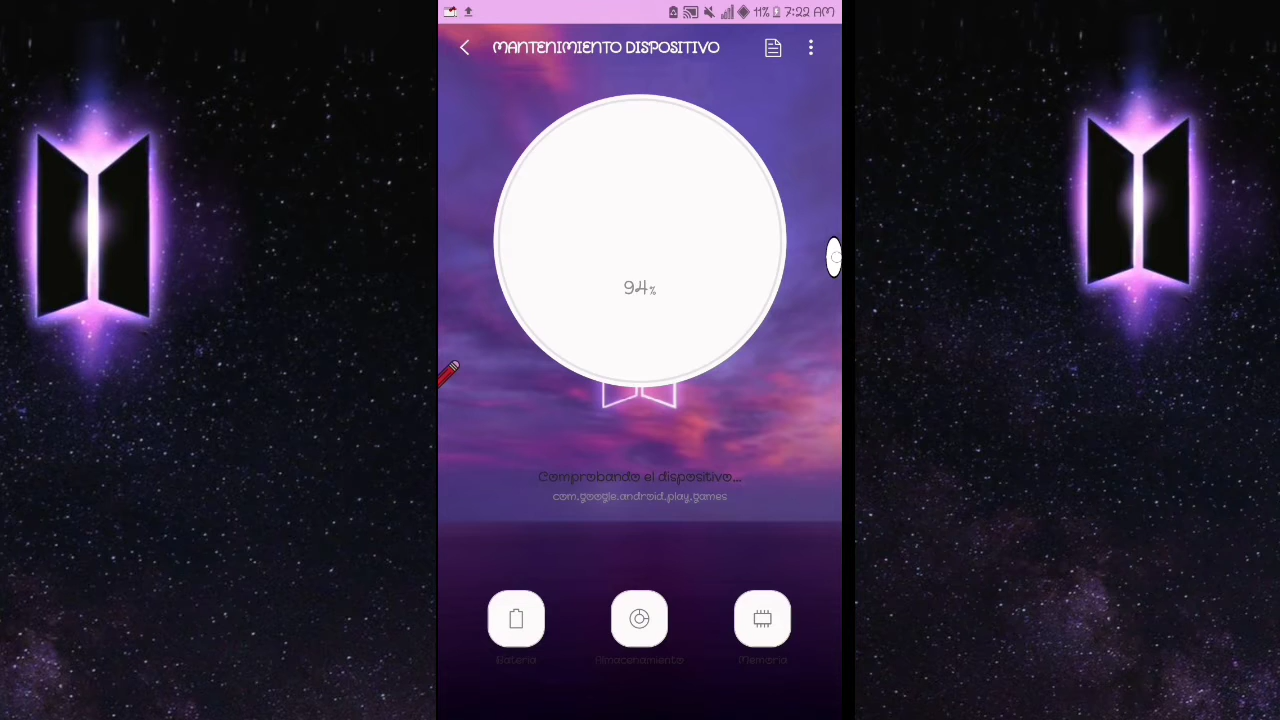 11% 7:22 AM
MANTENIMIENTO DISPOSITIVO
94%
Comprobando el dispositivo...
com.google.android.play.games
Batería Almacenamiento Memoria